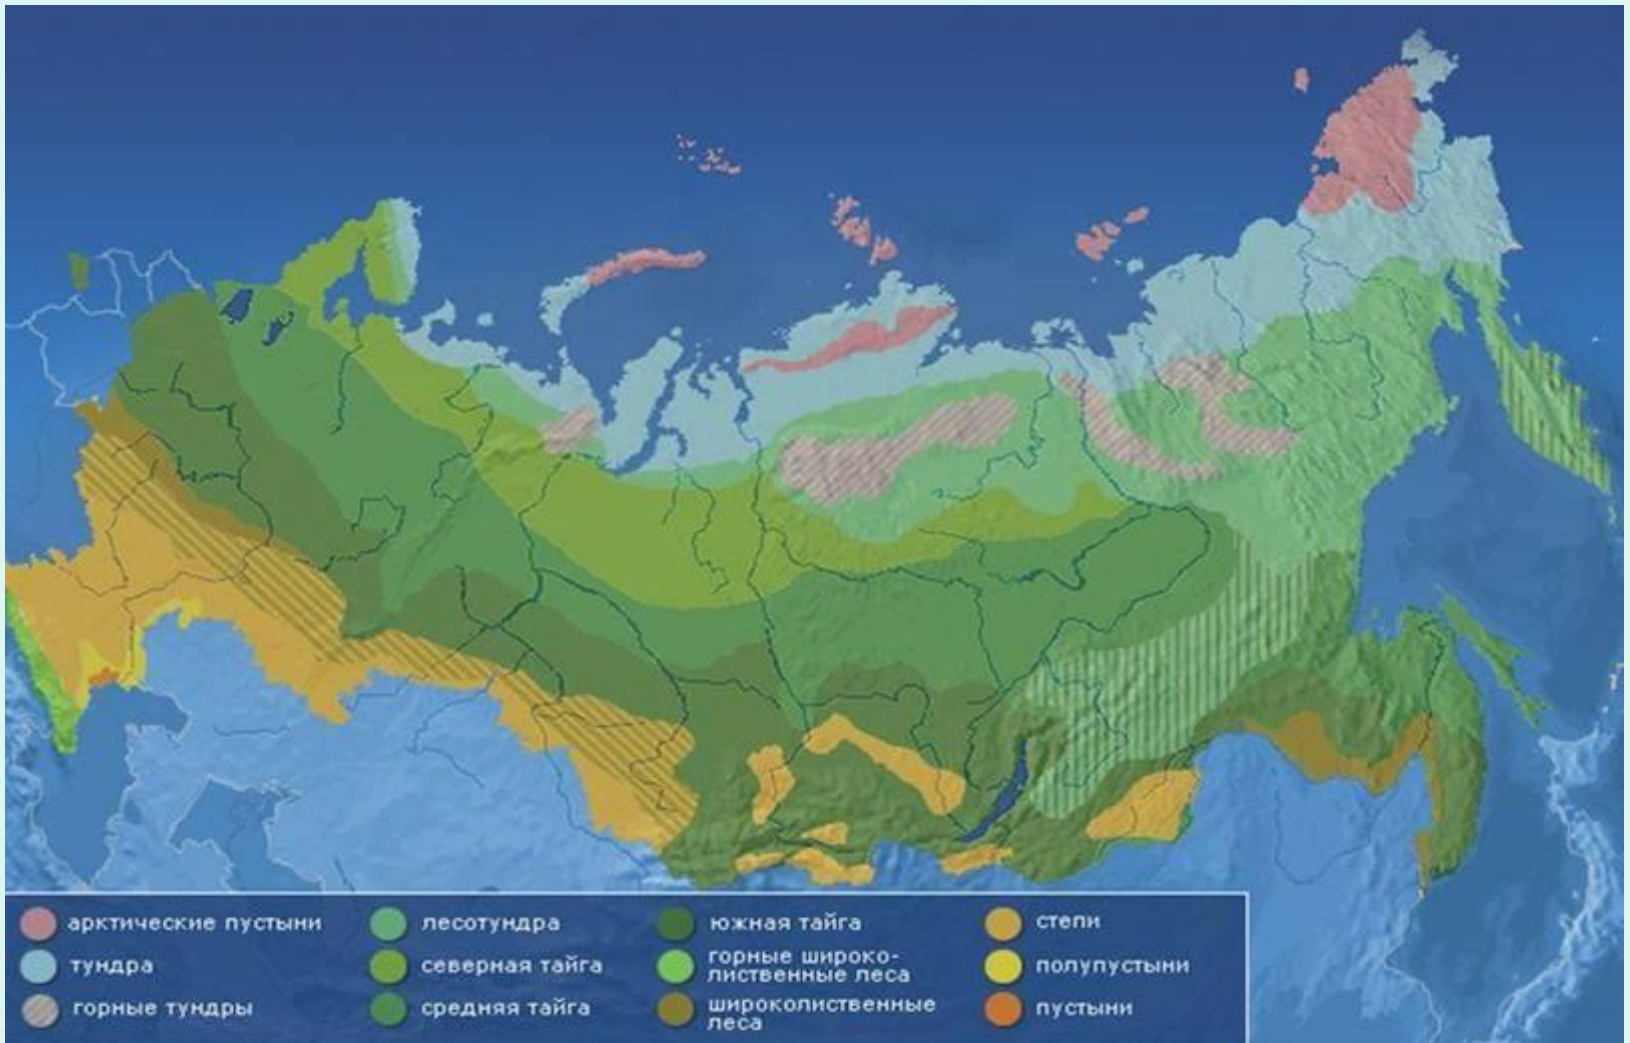 арктические пустыни
тундра
горные тундры
лесотундра
северная тайга
средняя тайга
южная тайга
горные широко-
лиственные леса
широколиственные
леса
степи
полупустыни
пустыни